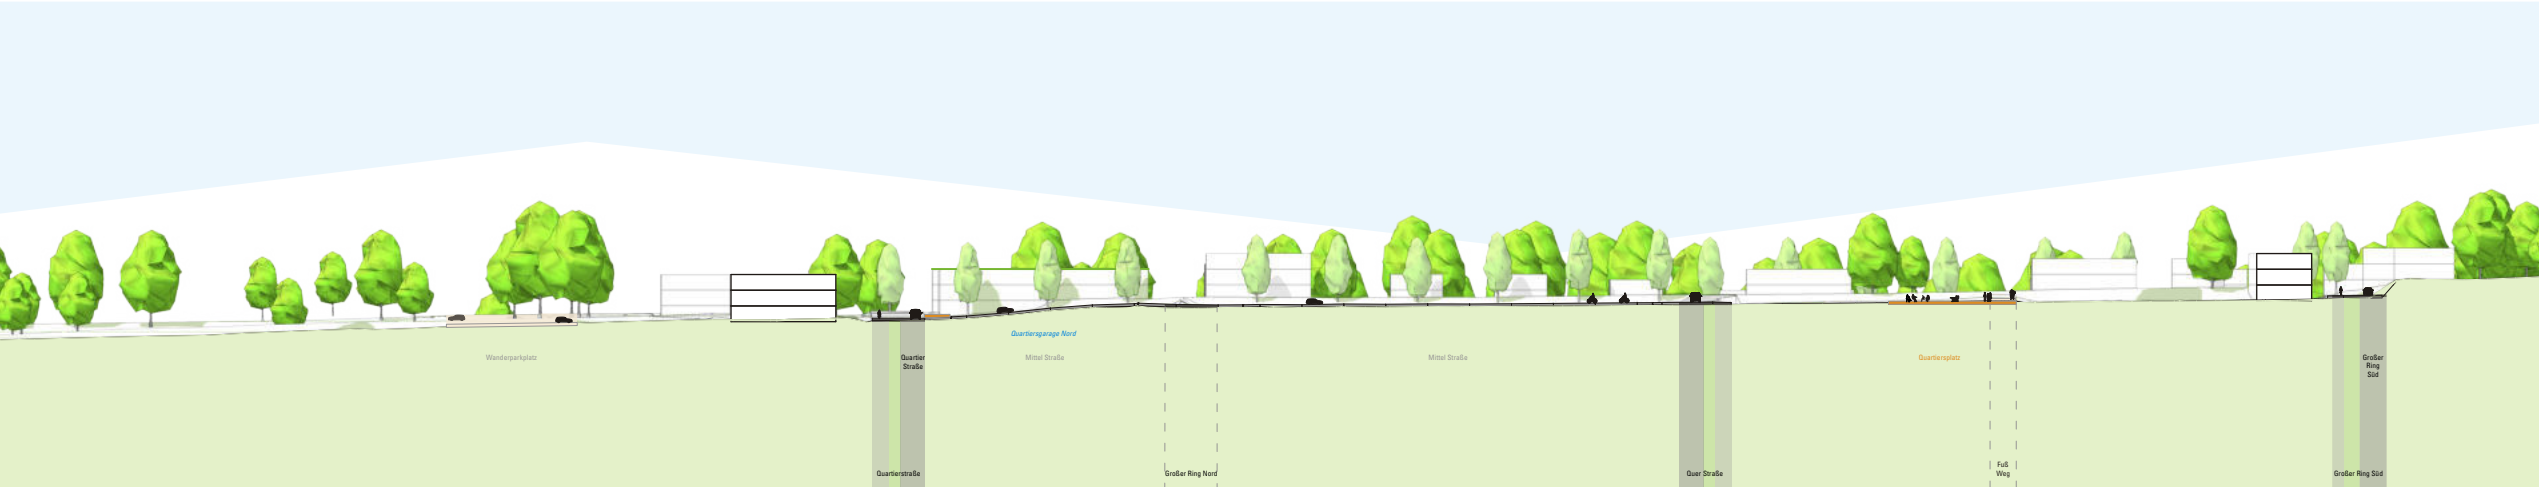 Quartiersgarage Nord
Wanderparkplatz
Quartier
Straße
Mittel Straße
Mittel Straße
Quartiersplatz
Großer
Ring
Süd
Quartierstraße
Großer Ring Nord
Quer Straße
Fuß
Weg
Großer Ring Süd